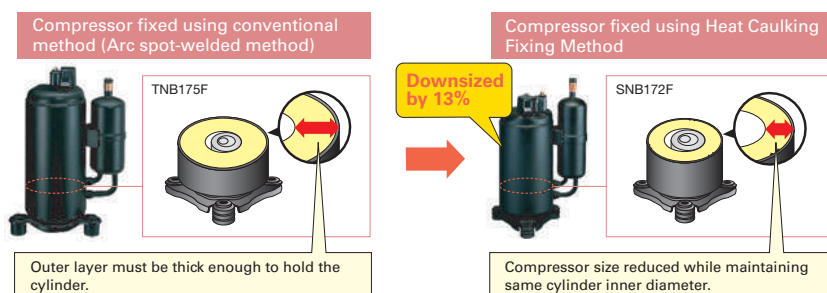 Compressor fixed using conventional
method (Arc spot-welded method)
TNB175F
Outer layer must be thick enough to hold the
cylinder.
Downsized
by 13%
Compressor fixed using Heat Caulking
Fixing Method
SNB172F
Compressor size reduced while maintaining
same cylinder inner diameter.